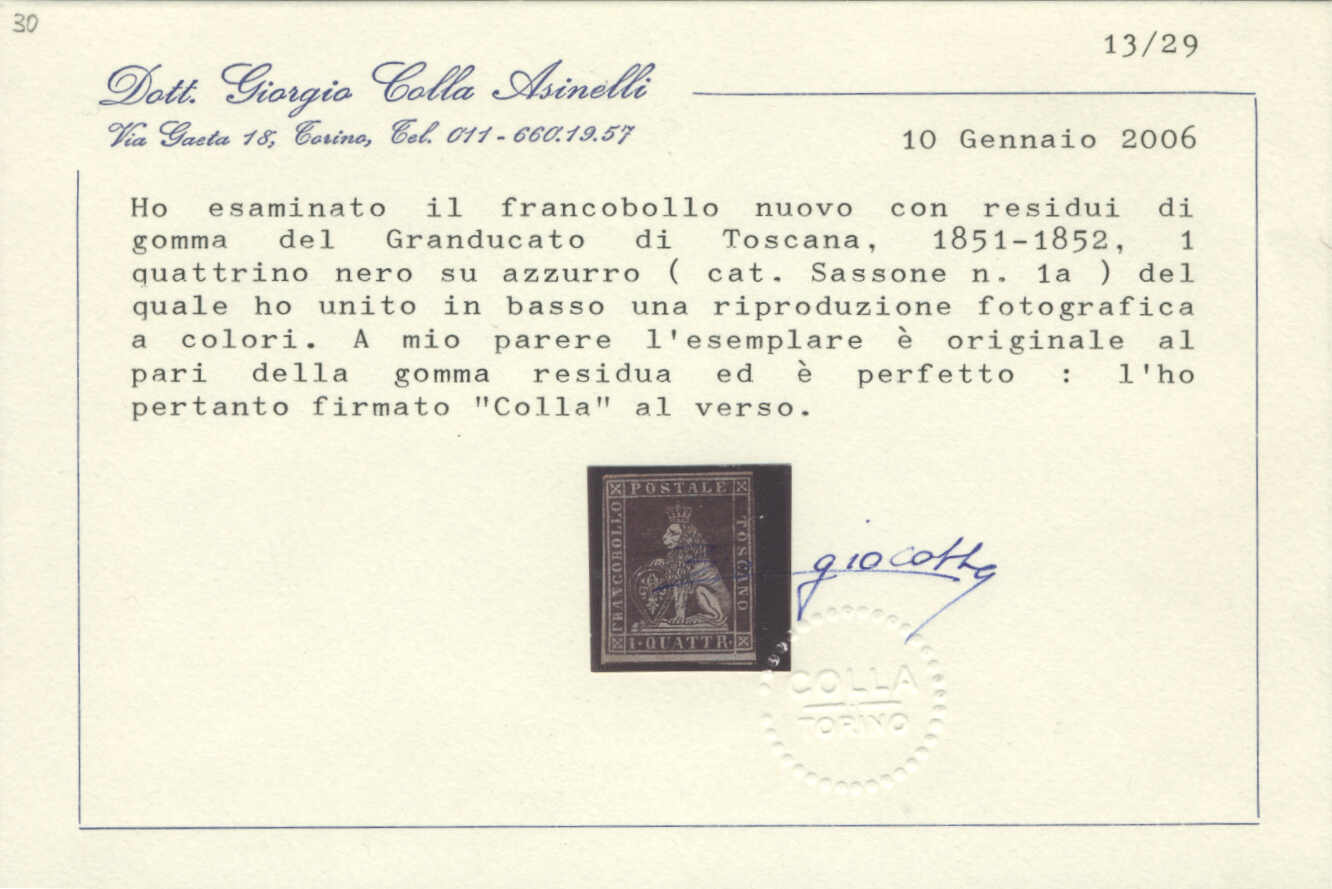 30
13/29
Dott. Giorgio Colla Asinelli
Via Gaeta 18, Torino, Tel. 011 - 660.19.57
10 Gennaio 2006
Ho esaminato il francobollo nuovo con residui di
gomma del Granducato di Toscana, 1851-1852, 1
quattrino nero su azzurro ( cat. Sassone n. 1a ) del
quale ho unito in basso una riproduzione fotografica
a colori. A mio parere l'esemplare è originale al
pari della gomma residua ed è perfetto : l'ho
pertanto firmato "Colla" al verso.
POSTALE
FRANCOBOLLO
TOSCANO
1·QUATTR.
giocolla
COLLA
TORINO